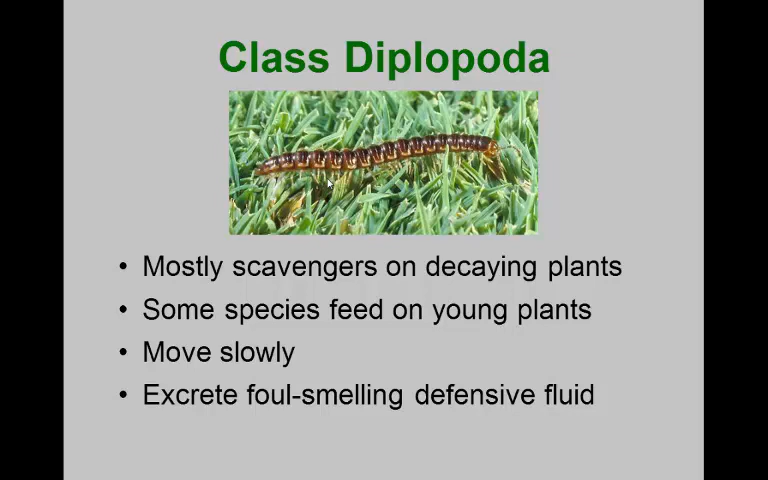 Class Diplopoda
• Mostly scavengers on decaying plants
• Some species feed on young plants
• Move slowly
• Excrete foul-smelling defensive fluid